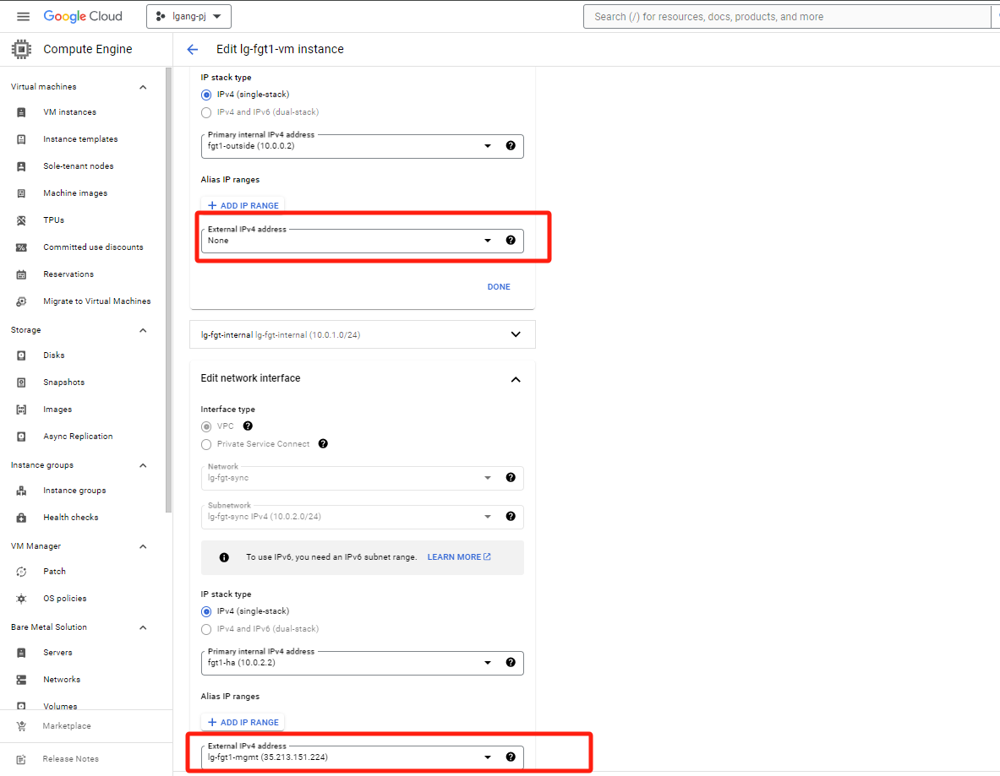 Google Cloud
lgang-pj
Search (/) for resources, docs, products, and more
Compute Engine
Edit lg-fgt1-vm instance
Virtual machines
VM instances
Instance templates
Sole-tenant nodes
Machine images
TPUs
Committed use discounts
Reservations
Migrate to Virtual Machines
Storage
Disks
Snapshots
Images
Async Replication
Instance groups
Instance groups
Health checks
VM Manager
Patch
OS policies
Bare Metal Solution
Servers
Networks
Volumes
Marketplace
Release Notes
IP stack type
IPv4 (single-stack)
IPv4 and IPv6 (dual-stack)
Primary internal IPv4 address
fgt1-outside (10.0.0.2)
Alias IP ranges
+ ADD IP RANGE
External IPv4 address
None
DONE
lg-fgt-internal lg-fgt-internal (10.0.1.0/24)
Edit network interface
Interface type
VPC
Private Service Connect
Network
lg-fgt-sync
Subnetwork
lg-fgt-sync IPv4 (10.0.2.0/24)
To use IPv6, you need an IPv6 subnet range. LEARN MORE
IP stack type
IPv4 (single-stack)
IPv4 and IPv6 (dual-stack)
Primary internal IPv4 address
fgt1-ha (10.0.2.2)
Alias IP ranges
+ ADD IP RANGE
External IPv4 address
lg-fgt1-mgmt (35.213.151.224)